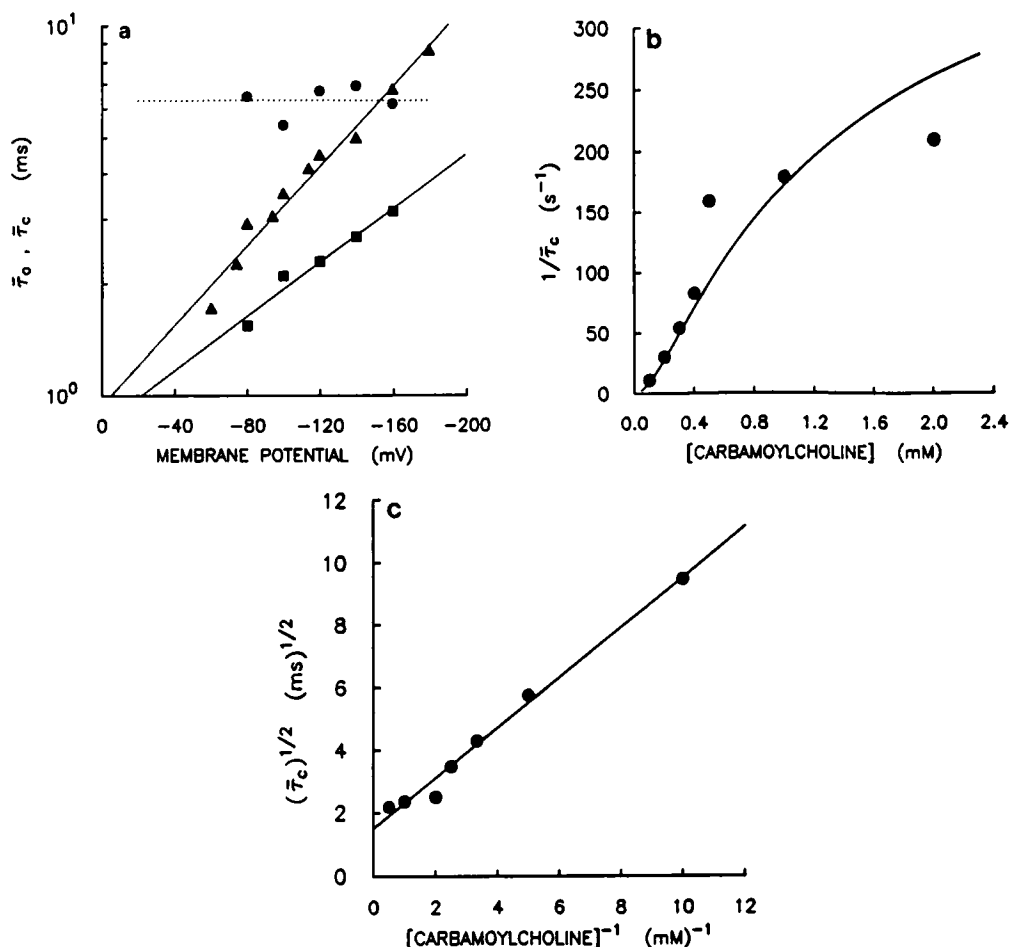 a
10¹
10⁰
τ̄ₒ , τ̄c (ms)
0 -40 -80 -120 -160 -200
MEMBRANE POTENTIAL (mV)
b
300
250
200
150
100
50
0
1/τ̄c (s⁻¹)
0.0 0.4 0.8 1.2 1.6 2.0 2.4
[CARBAMOYLCHOLINE] (mM)
c
12
10
8
6
4
2
0
(τ̄c)¹/² (ms)¹/²
0 2 4 6 8 10 12
[CARBAMOYLCHOLINE]⁻¹ (mM)⁻¹